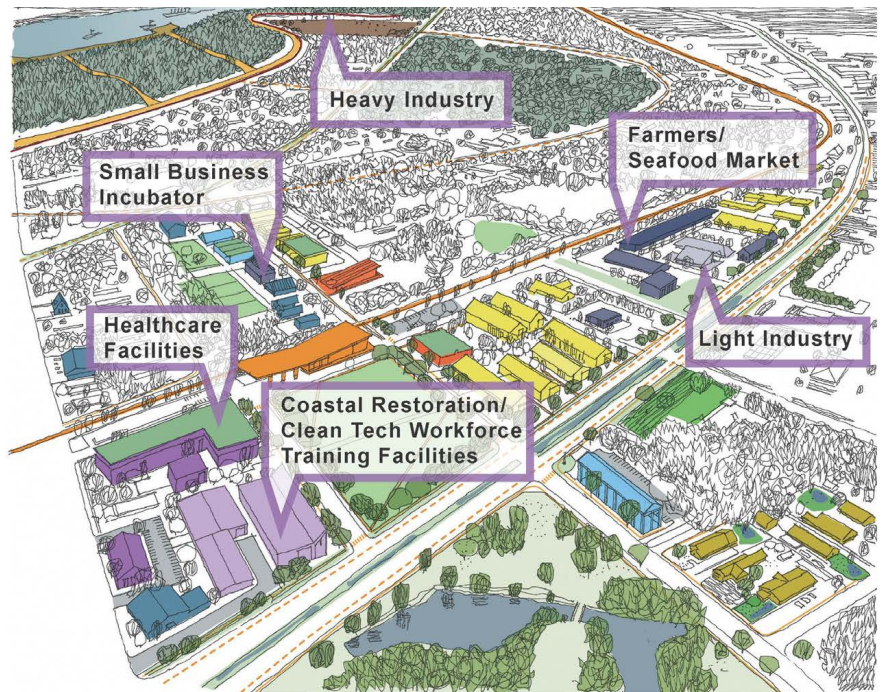 Heavy Industry
Farmers/
Seafood Market
Small Business
Incubator
Healthcare
Facilities
Light Industry
Coastal Restoration/
Clean Tech Workforce
Training Facilities